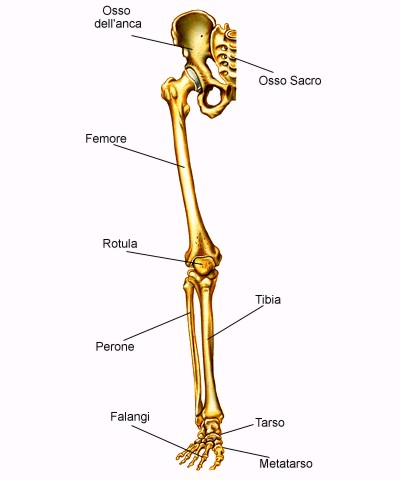 Osso
dell'anca
Osso Sacro
Femore
Rotula
Tibia
Perone
Falangi
Tarso
Metatarso